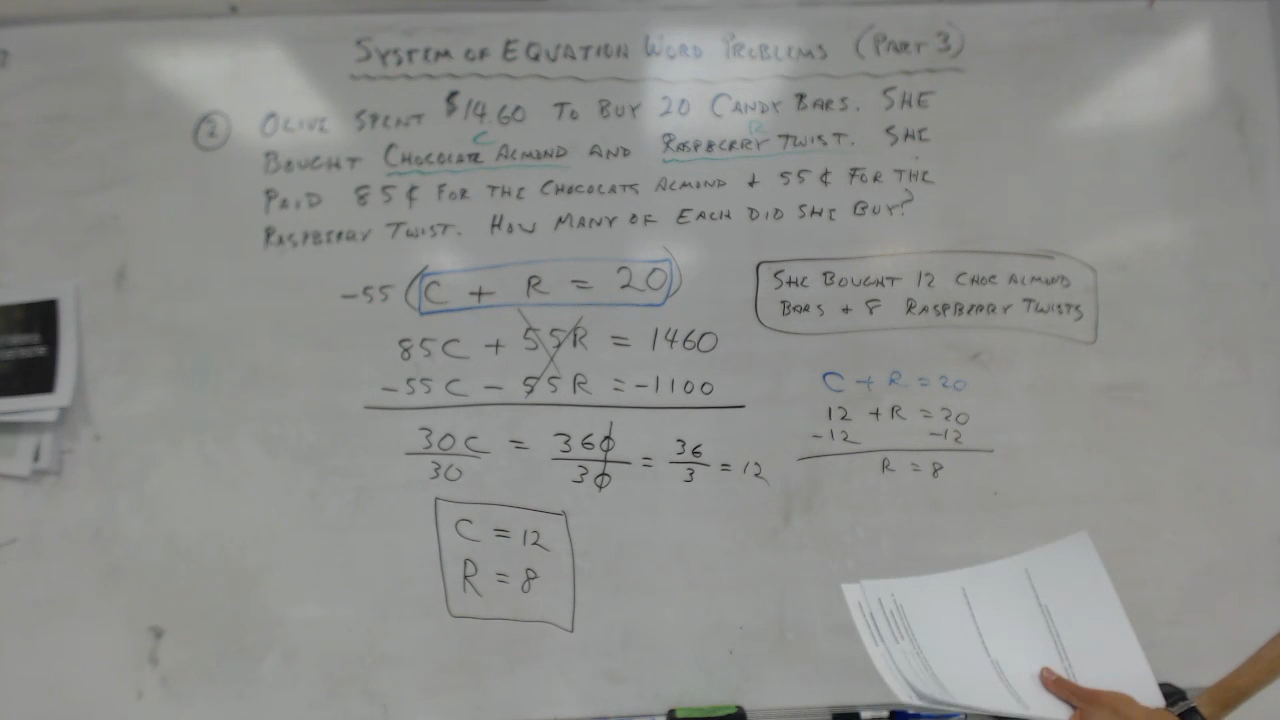 SYSTEM OF EQUATION WORD PROBLEMS (PART 3)
② OLIVE SPENT $14.60 TO BUY 20 CANDY BARS. SHE
C R
BOUGHT CHOCOLATE ALMOND AND RASPBERRY TWIST. SHE
PAID 85¢ FOR THE CHOCOLATE ALMOND + 55¢ FOR THE
RASPBERRY TWIST. HOW MANY OF EACH DID SHE BUY?
-55 (C + R = 20)
85C + 55R = 1460
-55C - 55R = -1100
30C/30 = 360/30 = 36/3 = 12
C = 12
R = 8
SHE BOUGHT 12 CHOC ALMOND
BARS + 8 RASPBERRY TWISTS
C + R = 20
12 + R = 20
-12 -12
R = 8